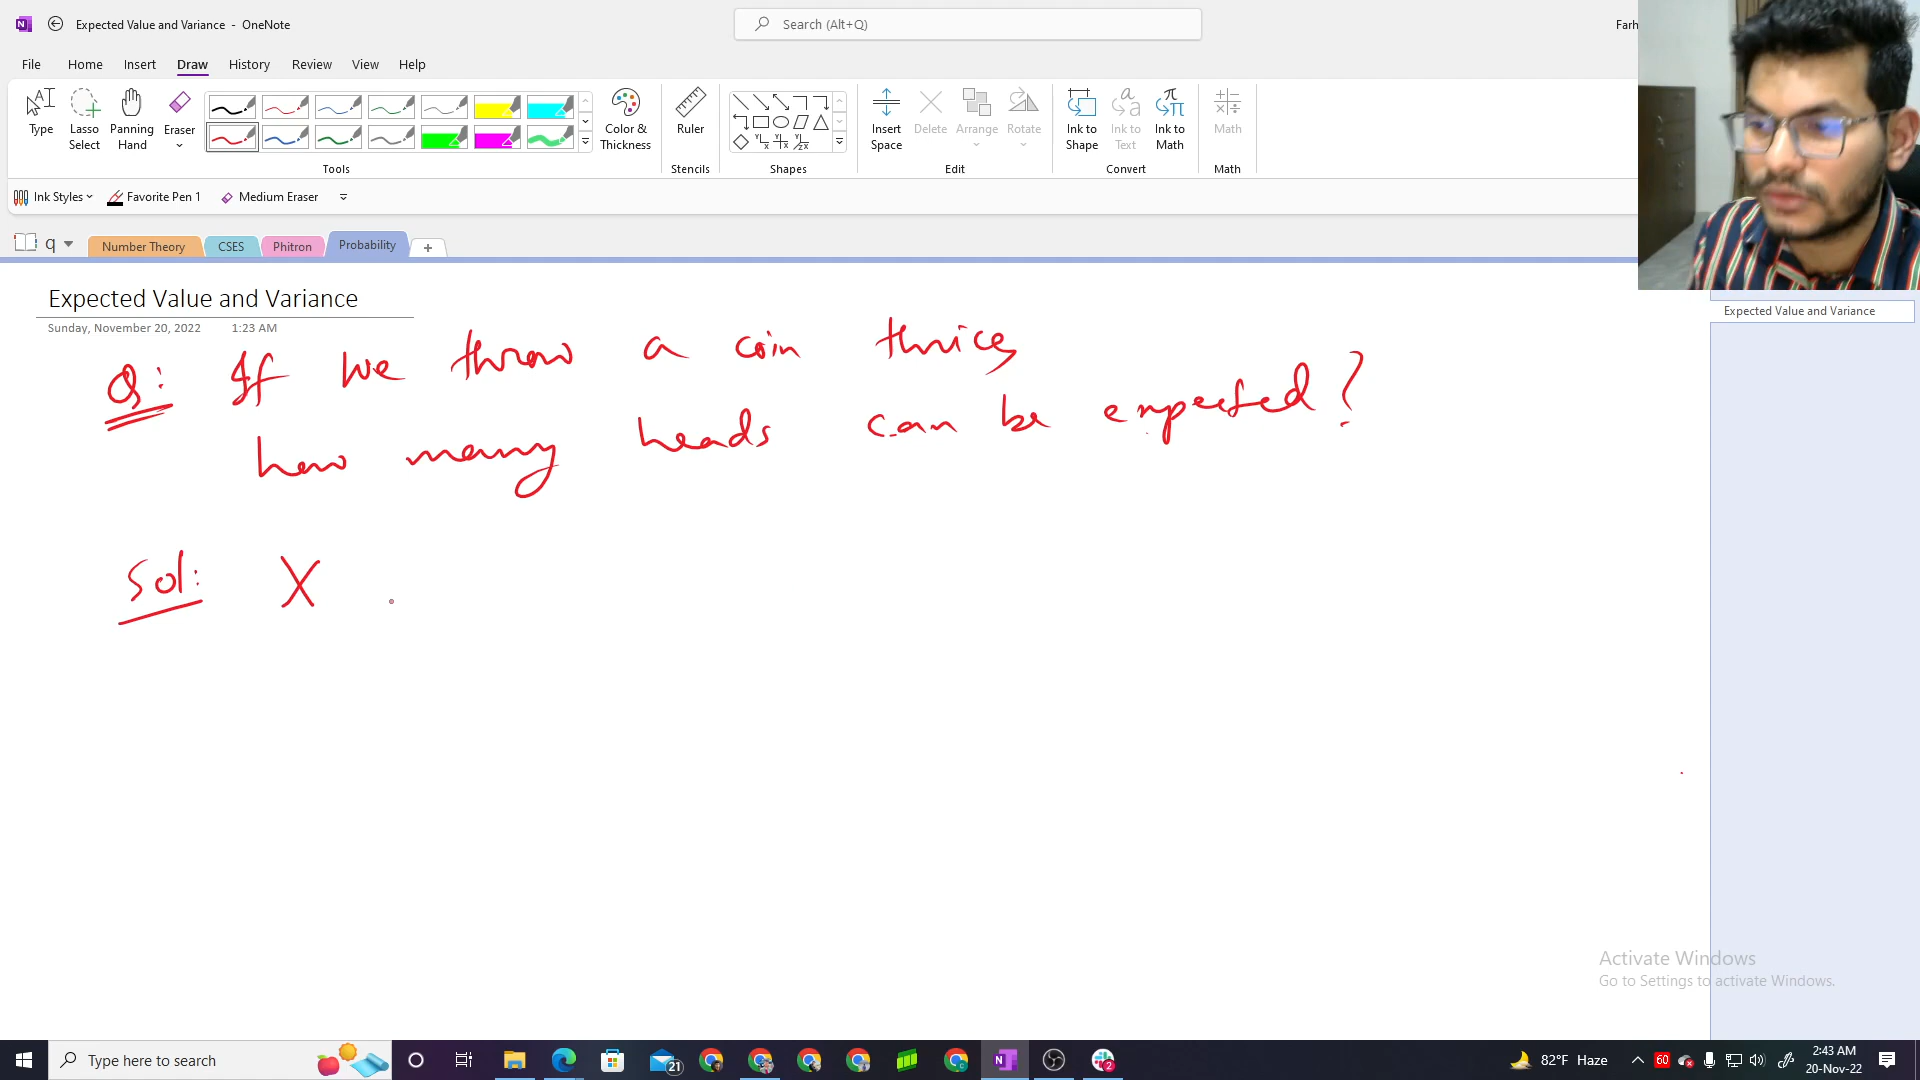 Expected Value and Variance - OneNote
Search (Alt+Q)
Farh
File Home Insert Draw History Review View Help
Type
Lasso Select
Panning Hand
Eraser
Color & Thickness
Ruler
Insert Space
Delete
Arrange
Rotate
Ink to Shape
Ink to Text
Ink to Math
Math
Tools Stencils Shapes Edit Convert Math
Ink Styles Favorite Pen 1 Medium Eraser
q Number Theory CSES Phitron Probability +
Expected Value and Variance
Sunday, November 20, 2022 1:23 AM
Expected Value and Variance
Q: If we throw a coin thrice,
how many heads can be expected?
Sol: X
Activate Windows
Go to Settings to activate Windows.
Type here to search
21
2
82°F Haze
60
2:43 AM
20-Nov-22